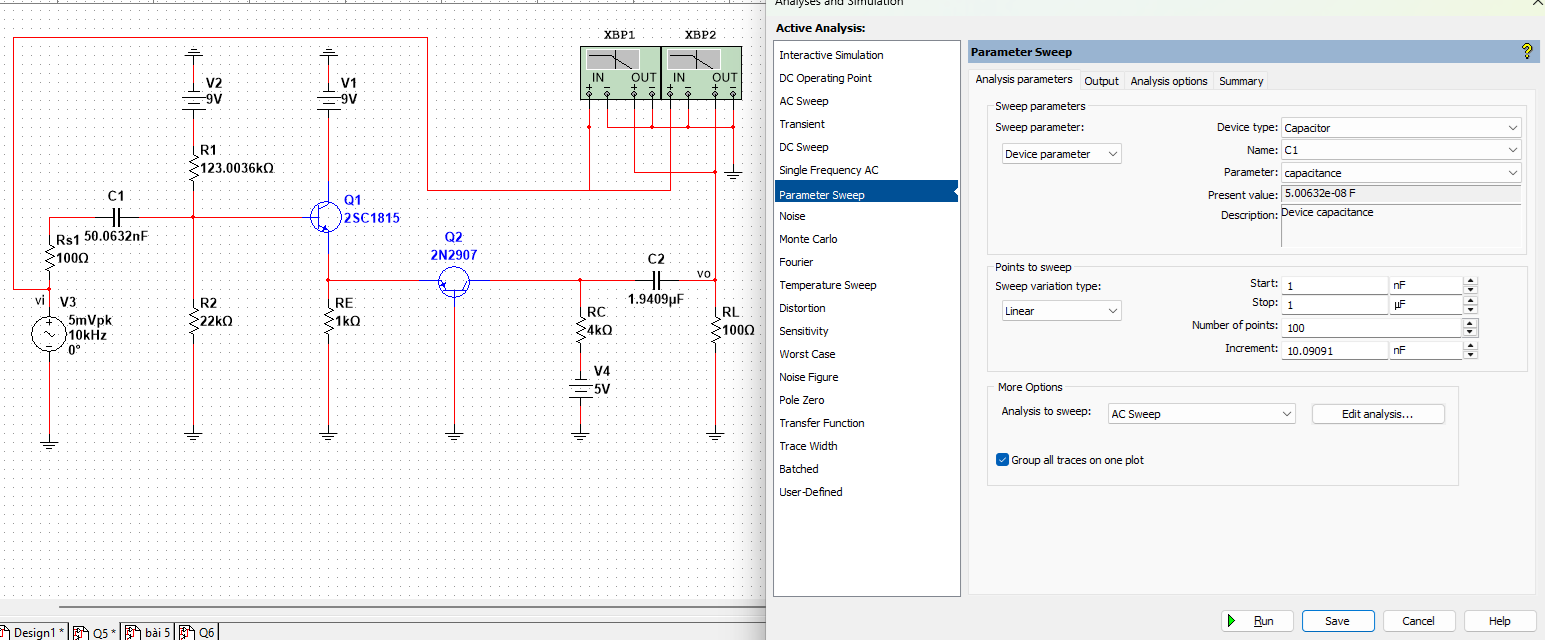 Analyses and Simulation
Active Analysis:
Interactive Simulation
DC Operating Point
AC Sweep
Transient
DC Sweep
Single Frequency AC
Parameter Sweep
Noise
Monte Carlo
Fourier
Temperature Sweep
Distortion
Sensitivity
Worst Case
Noise Figure
Pole Zero
Transfer Function
Trace Width
Batched
User-Defined
Parameter Sweep
?
Analysis parameters Output Analysis options Summary
Sweep parameters
Sweep parameter:
Device parameter
Device type: Capacitor
Name: C1
Parameter: capacitance
Present value: 5.00632e-08 F
Description: Device capacitance
Points to sweep
Sweep variation type:
Linear
Start: 1 nF
Stop: 1 µF
Number of points: 100
Increment: 10.09091 nF
More Options
Analysis to sweep: AC Sweep Edit analysis...
Group all traces on one plot
Run Save Cancel Help
XBP1 XBP2
IN OUT IN OUT
+ - + - + - + -
V2
9V
V1
9V
R1
123.0036kΩ
C1
50.0632nF
Rs1
100Ω
Q1
2SC1815
Q2
2N2907
C2
1.9409µF
vo
vi
V3
5mVpk
10kHz
0°
R2
22kΩ
RE
1kΩ
RC
4kΩ
RL
100Ω
V4
5V
Design1 * Q5 * bài 5 Q6